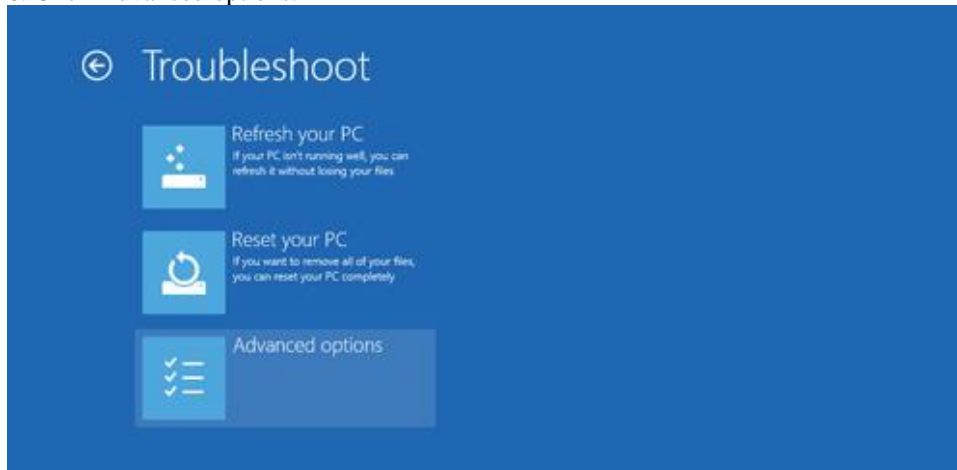 Troubleshoot
Refresh your PC
If your PC isn't running well, you can
refresh it without losing your files
Reset your PC
If you want to remove all of your files,
you can reset your PC completely
Advanced options